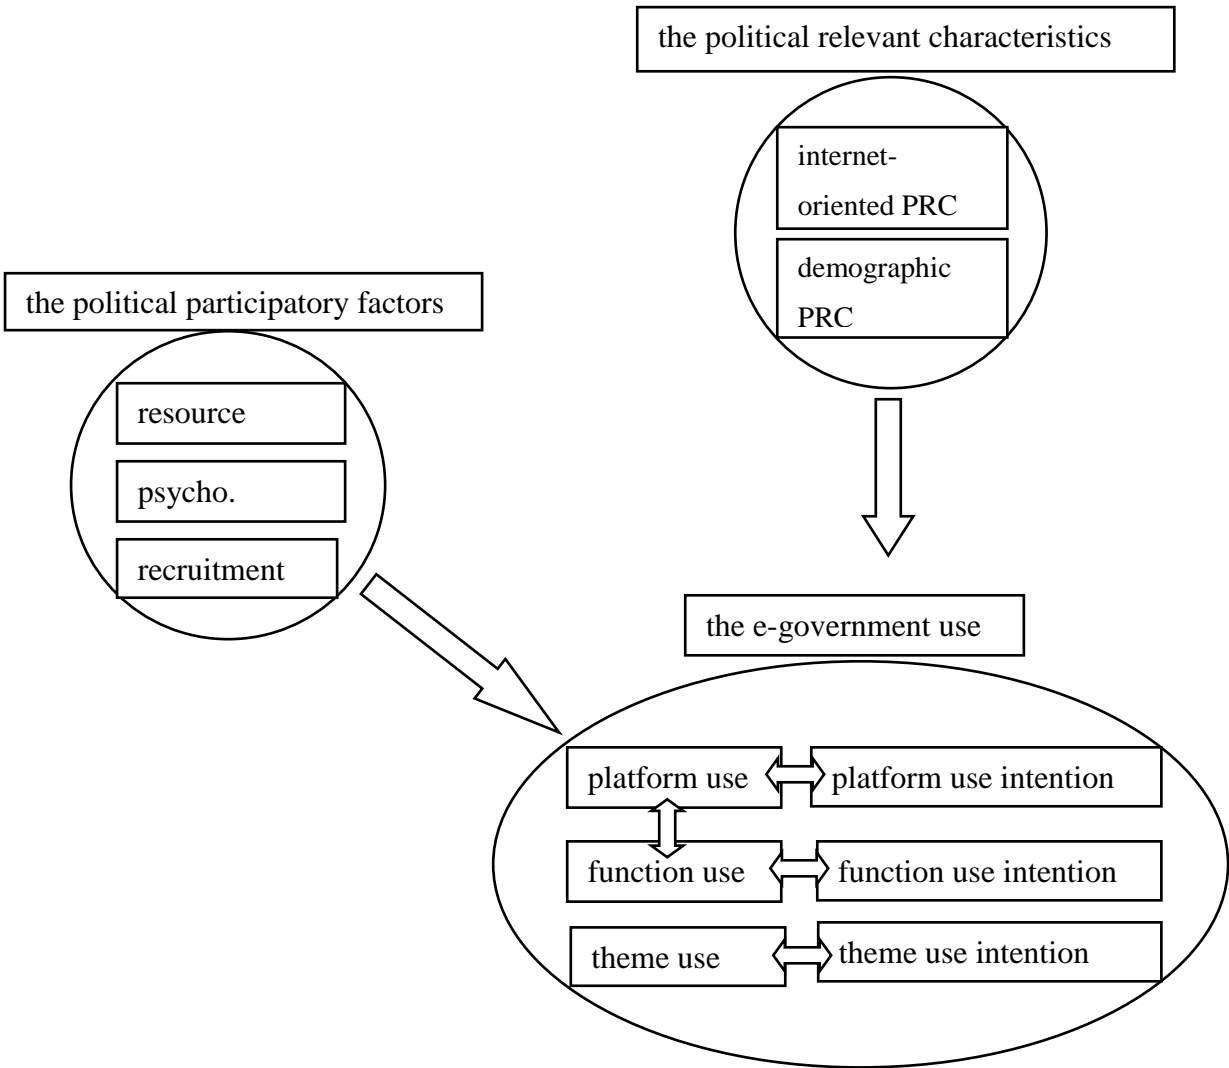 the political relevant characteristics
internet-
oriented PRC
demographic
PRC
the political participatory factors
resource
psycho.
recruitment
the e-government use
platform use
platform use intention
function use
function use intention
theme use
theme use intention